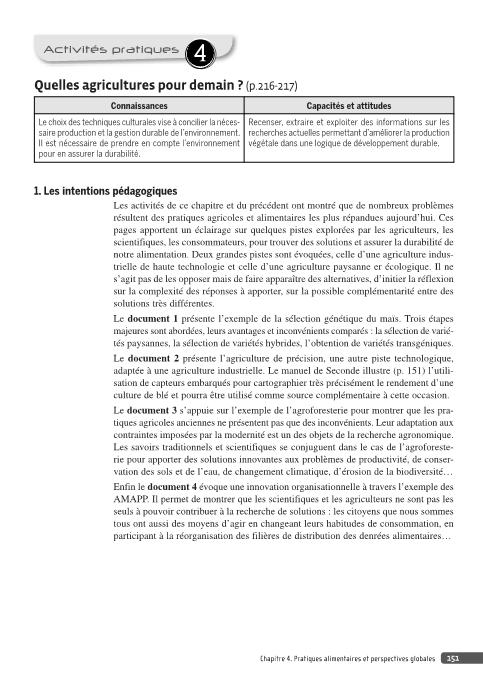 Activités pratiques 4
Quelles agricultures pour demain ? (p.216-217)
Connaissances
Capacités et attitudes
Le choix des techniques culturales vise à concilier la néces-
saire production et la gestion durable de l'environnement.
Il est nécessaire de prendre en compte l'environnement
pour en assurer la durabilité.
Recenser, extraire et exploiter des informations sur les
recherches actuelles permettant d'améliorer la production
végétale dans une logique de développement durable.
1. Les intentions pédagogiques
Les activités de ce chapitre et du précédent ont montré que de nombreux problèmes
résultent des pratiques agricoles et alimentaires les plus répandues aujourd'hui. Ces
pages apportent un éclairage sur quelques pistes explorées par les agriculteurs, les
scientifiques, les consommateurs, pour trouver des solutions et assurer la durabilité de
notre alimentation. Deux grandes pistes sont évoquées, celle d'une agriculture indus-
trielle de haute technologie et celle d'une agriculture paysanne er écologique. Il ne
s'agit pas de les opposer mais de faire apparaître des alternatives, d'initier la réflexion
sur la complexité des réponses à apporter, sur la possible complémentarité entre des
solutions très différentes.
Le document 1 présente l'exemple de la sélection génétique du maïs. Trois étapes
majeures sont abordées, leurs avantages et inconvénients comparés : la sélection de varié-
tés paysannes, la sélection de variétés hybrides, l'obtention de variétés transgéniques.
Le document 2 présente l'agriculture de précision, une autre piste technologique,
adaptée à une agriculture industrielle. Le manuel de Seconde illustre (p. 151) l'utili-
sation de capteurs embarqués pour cartographier très précisément le rendement d'une
culture de blé et pourra être utilisé comme source complémentaire à cette occasion.
Le document 3 s'appuie sur l'exemple de l'agroforesterie pour montrer que les pra-
tiques agricoles anciennes ne présentent pas que des inconvénients. Leur adaptation aux
contraintes imposées par la modernité est un des objets de la recherche agronomique.
Les savoirs traditionnels et scientifiques se conjuguent dans le cas de l'agroforeste-
rie pour apporter des solutions innovantes aux problèmes de productivité, de conser-
vation des sols et de l'eau, de changement climatique, d'érosion de la biodiversité…
Enfin le document 4 évoque une innovation organisationnelle à travers l'exemple des
AMAPP. Il permet de montrer que les scientifiques et les agriculteurs ne sont pas les
seuls à pouvoir contribuer à la recherche de solutions : les citoyens que nous sommes
tous ont aussi des moyens d'agir en changeant leurs habitudes de consommation, en
participant à la réorganisation des filières de distribution des denrées alimentaires…
Chapitre 4. Pratiques alimentaires et perspectives globales 151